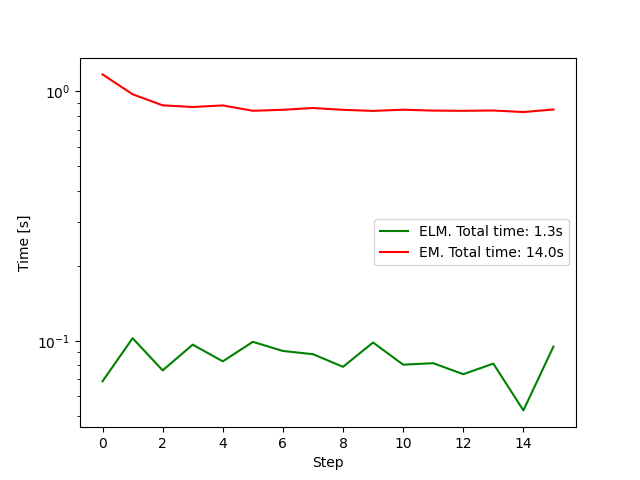 10⁰
10⁻¹
Time [s]
ELM. Total time: 1.3s
EM. Total time: 14.0s
0 2 4 6 8 10 12 14
Step